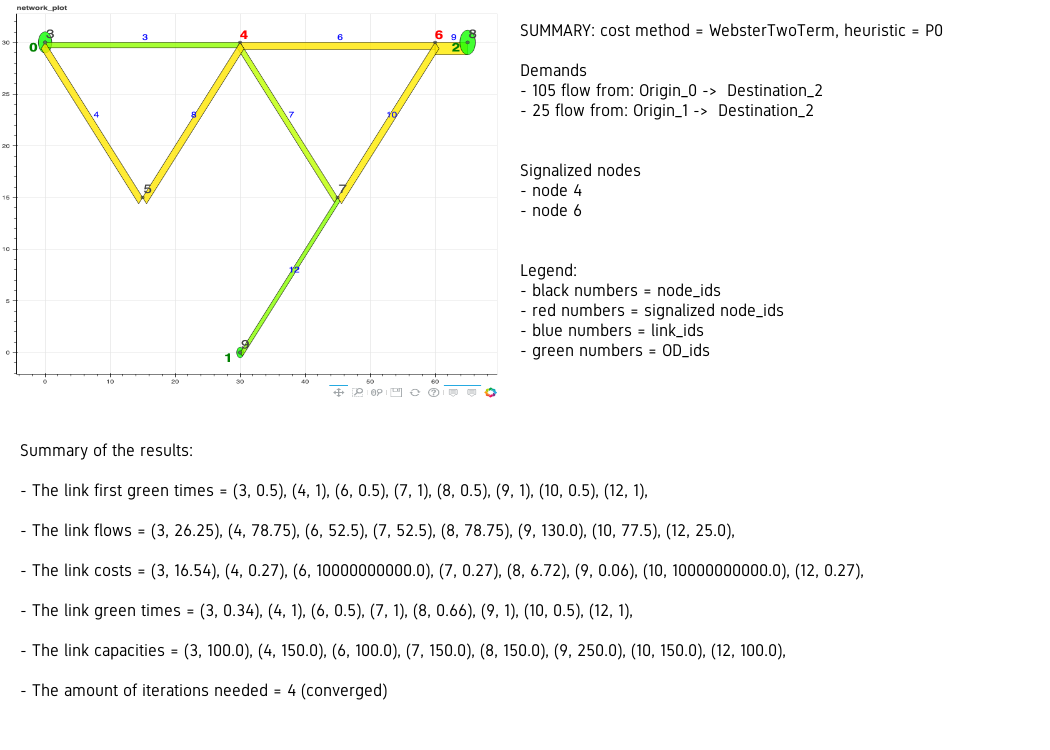 network_plot
3
3
6
9
8
0
4
6
2
30
4
8
7
10
25
20
5
7
15
12
10
5
9
1
0
0
10
20
30
40
50
60
SUMMARY: cost method = WebsterTwoTerm, heuristic = P0
Demands
- 105 flow from: Origin_0 -> Destination_2
- 25 flow from: Origin_1 -> Destination_2
Signalized nodes
- node 4
- node 6
Legend:
- black numbers = node_ids
- red numbers = signalized node_ids
- blue numbers = link_ids
- green numbers = OD_ids
Summary of the results:
- The link first green times = (3, 0.5), (4, 1), (6, 0.5), (7, 1), (8, 0.5), (9, 1), (10, 0.5), (12, 1),
- The link flows = (3, 26.25), (4, 78.75), (6, 52.5), (7, 52.5), (8, 78.75), (9, 130.0), (10, 77.5), (12, 25.0),
- The link costs = (3, 16.54), (4, 0.27), (6, 10000000000.0), (7, 0.27), (8, 6.72), (9, 0.06), (10, 10000000000.0), (12, 0.27),
- The link green times = (3, 0.34), (4, 1), (6, 0.5), (7, 1), (8, 0.66), (9, 1), (10, 0.5), (12, 1),
- The link capacities = (3, 100.0), (4, 150.0), (6, 100.0), (7, 150.0), (8, 150.0), (9, 250.0), (10, 150.0), (12, 100.0),
- The amount of iterations needed = 4 (converged)